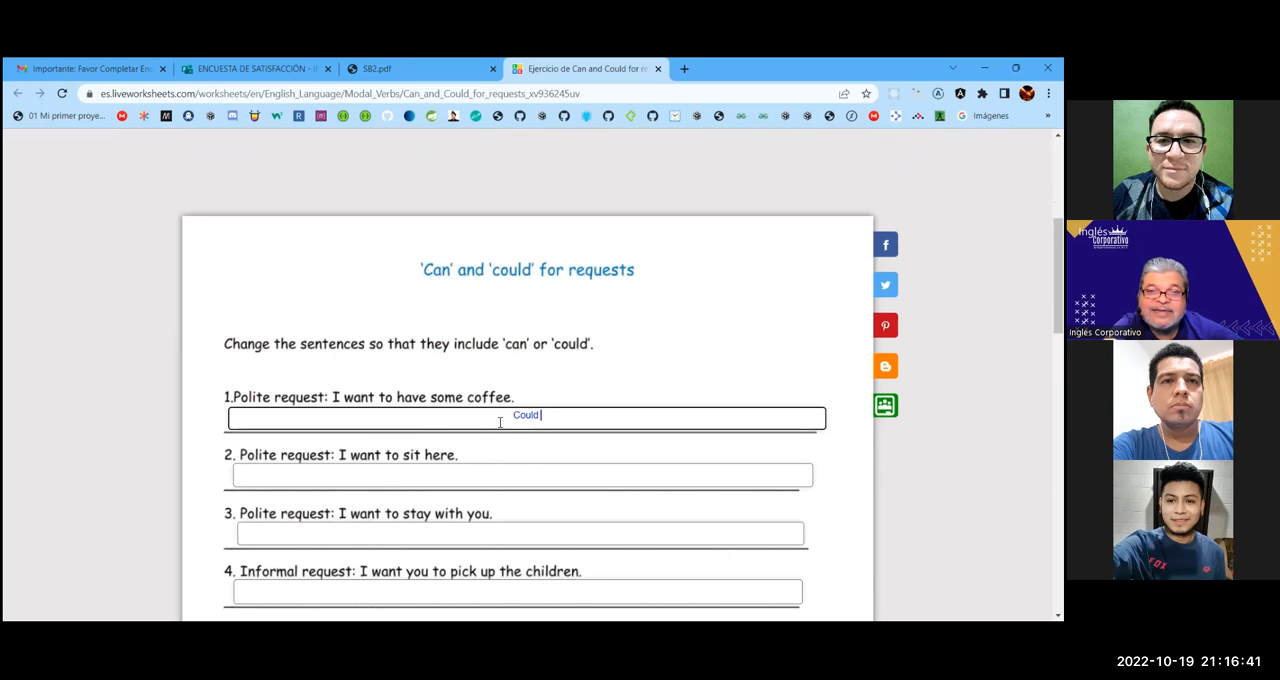 Importante: Favor Completar Enc
ENCUESTA DE SATISFACCIÓN - I
SB2.pdf
Ejercicio de Can and Could for re
es.liveworksheets.com/worksheets/en/English_Language/Modal_Verbs/Can_and_Could_for_requests_xv936245uv
01 Mi primer proye...
Imágenes
'Can' and 'could' for requests
Change the sentences so that they include 'can' or 'could'.
1.Polite request: I want to have some coffee.
Could
2. Polite request: I want to sit here.
3. Polite request: I want to stay with you.
4. Informal request: I want you to pick up the children.
Inglés
Corporativo
Inglés Corporativo
FOX
2022-10-19 21:16:41